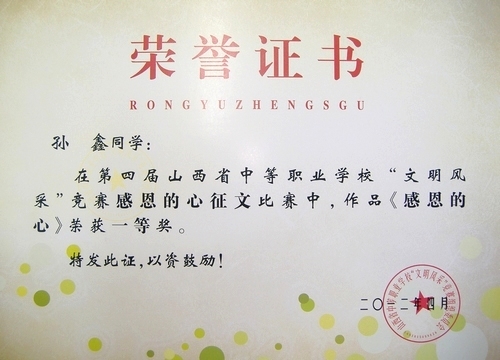 荣誉证书
RONGYUZHENGSGU
孙 鑫同学：
在第四届山西省中等职业学校“文明风
采”竞赛感恩的心征文比赛中，作品《感恩的
心》荣获一等奖。
特发此证，以资鼓励！
二〇一二年四月